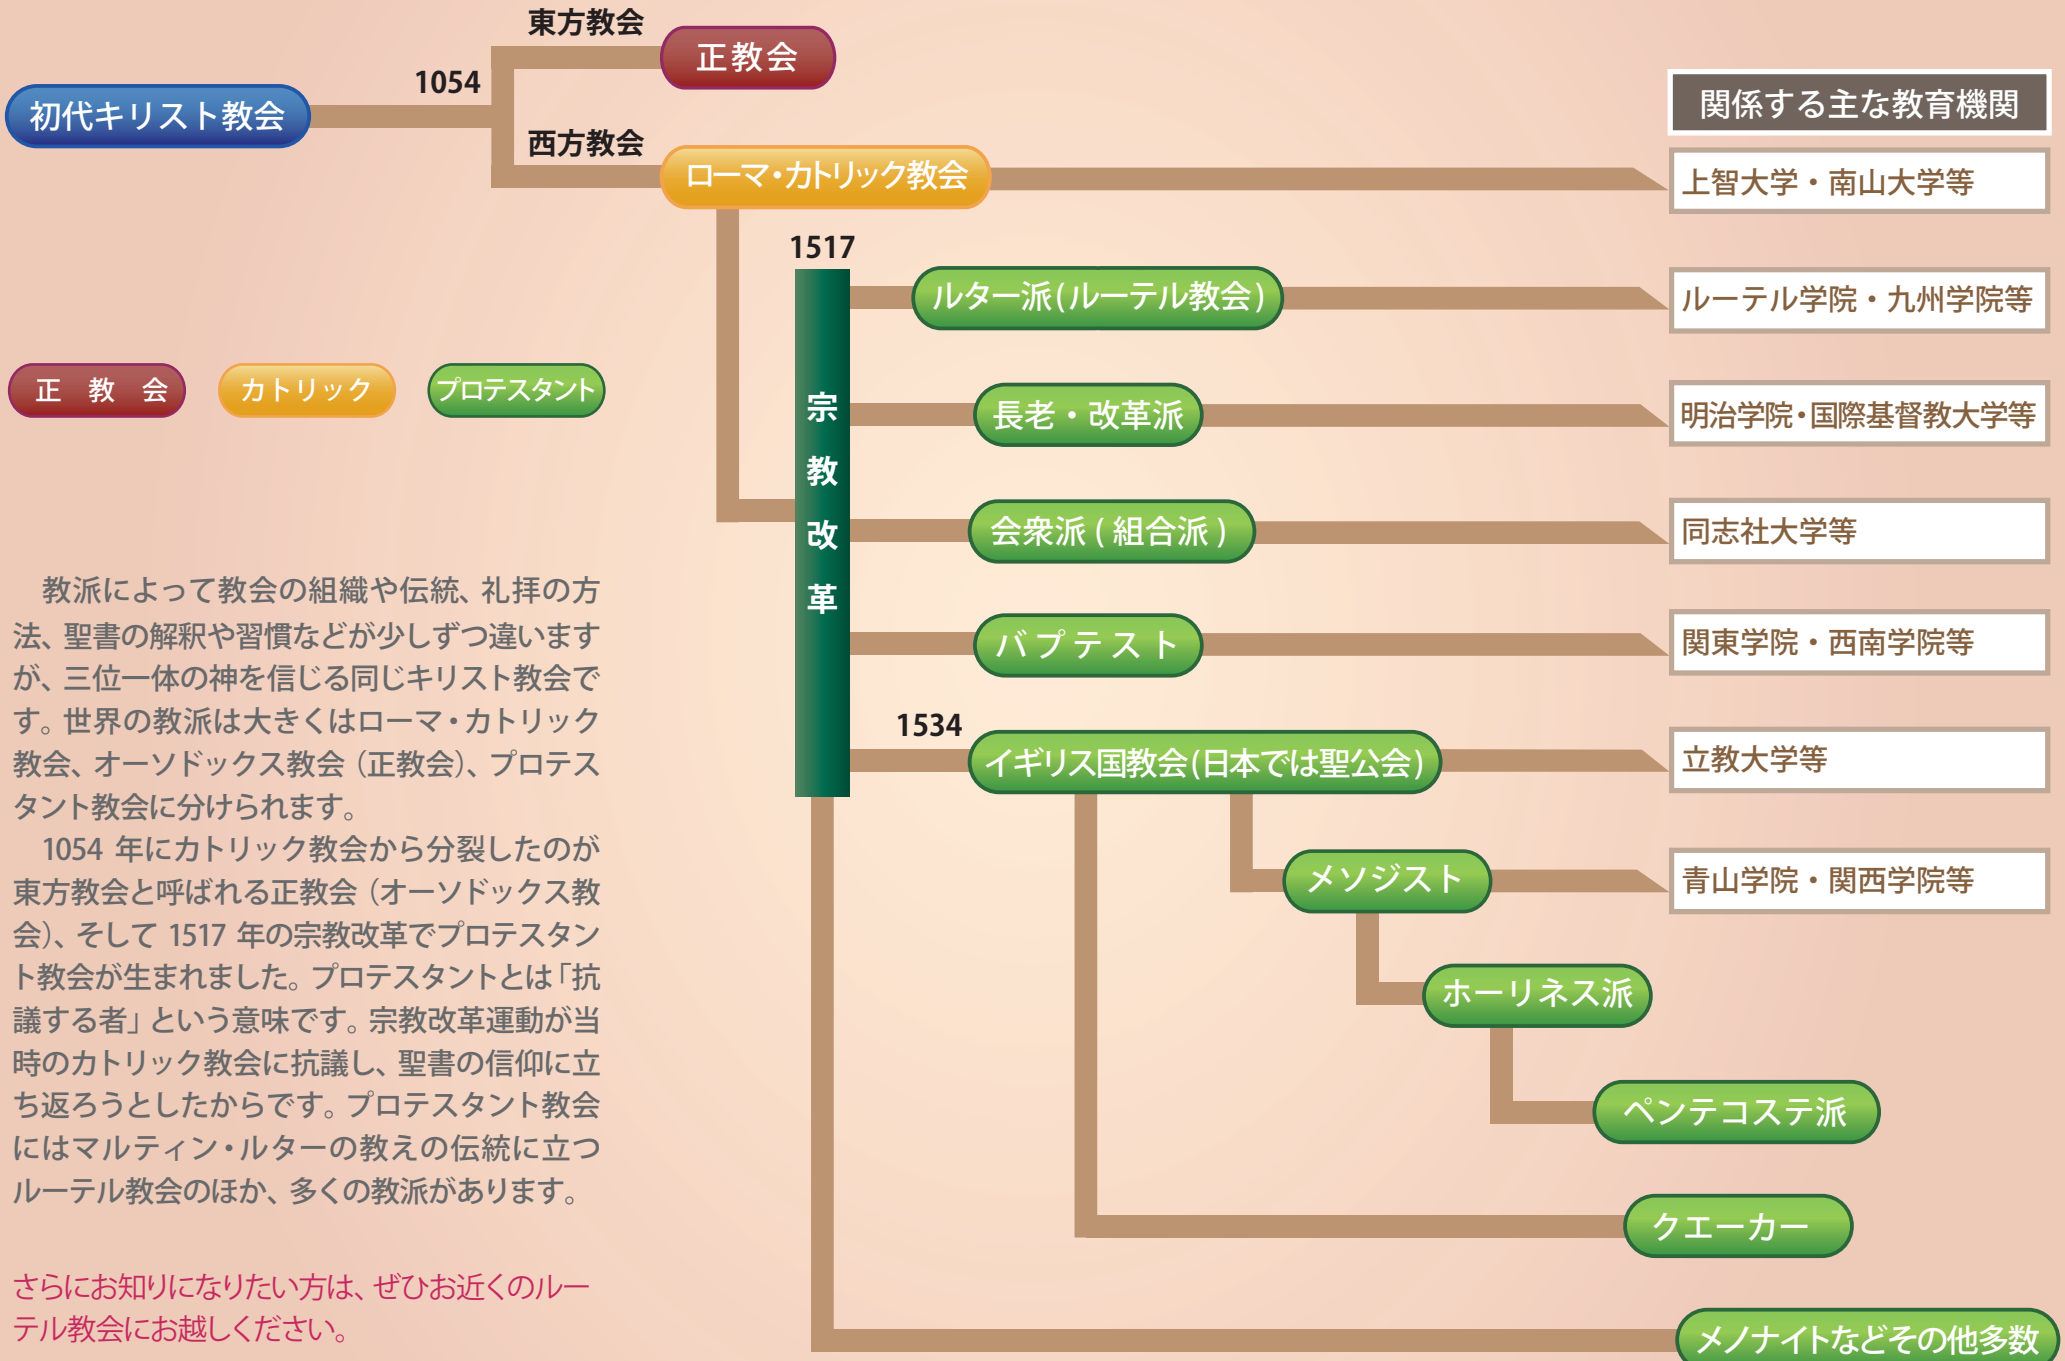 東方教会
正教会
1054
初代キリスト教会
関係する主な教育機関
西方教会
ローマ・カトリック教会
上智大学・南山大学等
1517
ルター派(ルーテル教会)
ルーテル学院・九州学院等
正 教 会
カトリック
プロテスタント
宗教改革
長老・改革派
明治学院・国際基督教大学等
会衆派(組合派)
同志社大学等
バプテスト
関東学院・西南学院等
1534
イギリス国教会(日本では聖公会)
立教大学等
メソジスト
青山学院・関西学院等
ホーリネス派
ペンテコステ派
クエーカー
メノナイトなどその他多数
教派によって教会の組織や伝統、礼拝の方
法、聖書の解釈や習慣などが少しずつ違います
が、三位一体の神を信じる同じキリスト教会で
す。世界の教派は大きくはローマ・カトリック
教会、オーソドックス教会（正教会）、プロテス
タント教会に分けられます。
1054 年にカトリック教会から分裂したのが
東方教会と呼ばれる正教会（オーソドックス教
会）、そして 1517 年の宗教改革でプロテスタン
ト教会が生まれました。プロテスタントとは「抗
議する者」という意味です。宗教改革運動が当
時のカトリック教会に抗議し、聖書の信仰に立
ち返ろうとしたからです。プロテスタント教会
にはマルティン・ルターの教えの伝統に立つ
ルーテル教会のほか、多くの教派があります。
さらにお知りになりたい方は、ぜひお近くのルー
テル教会にお越しください。